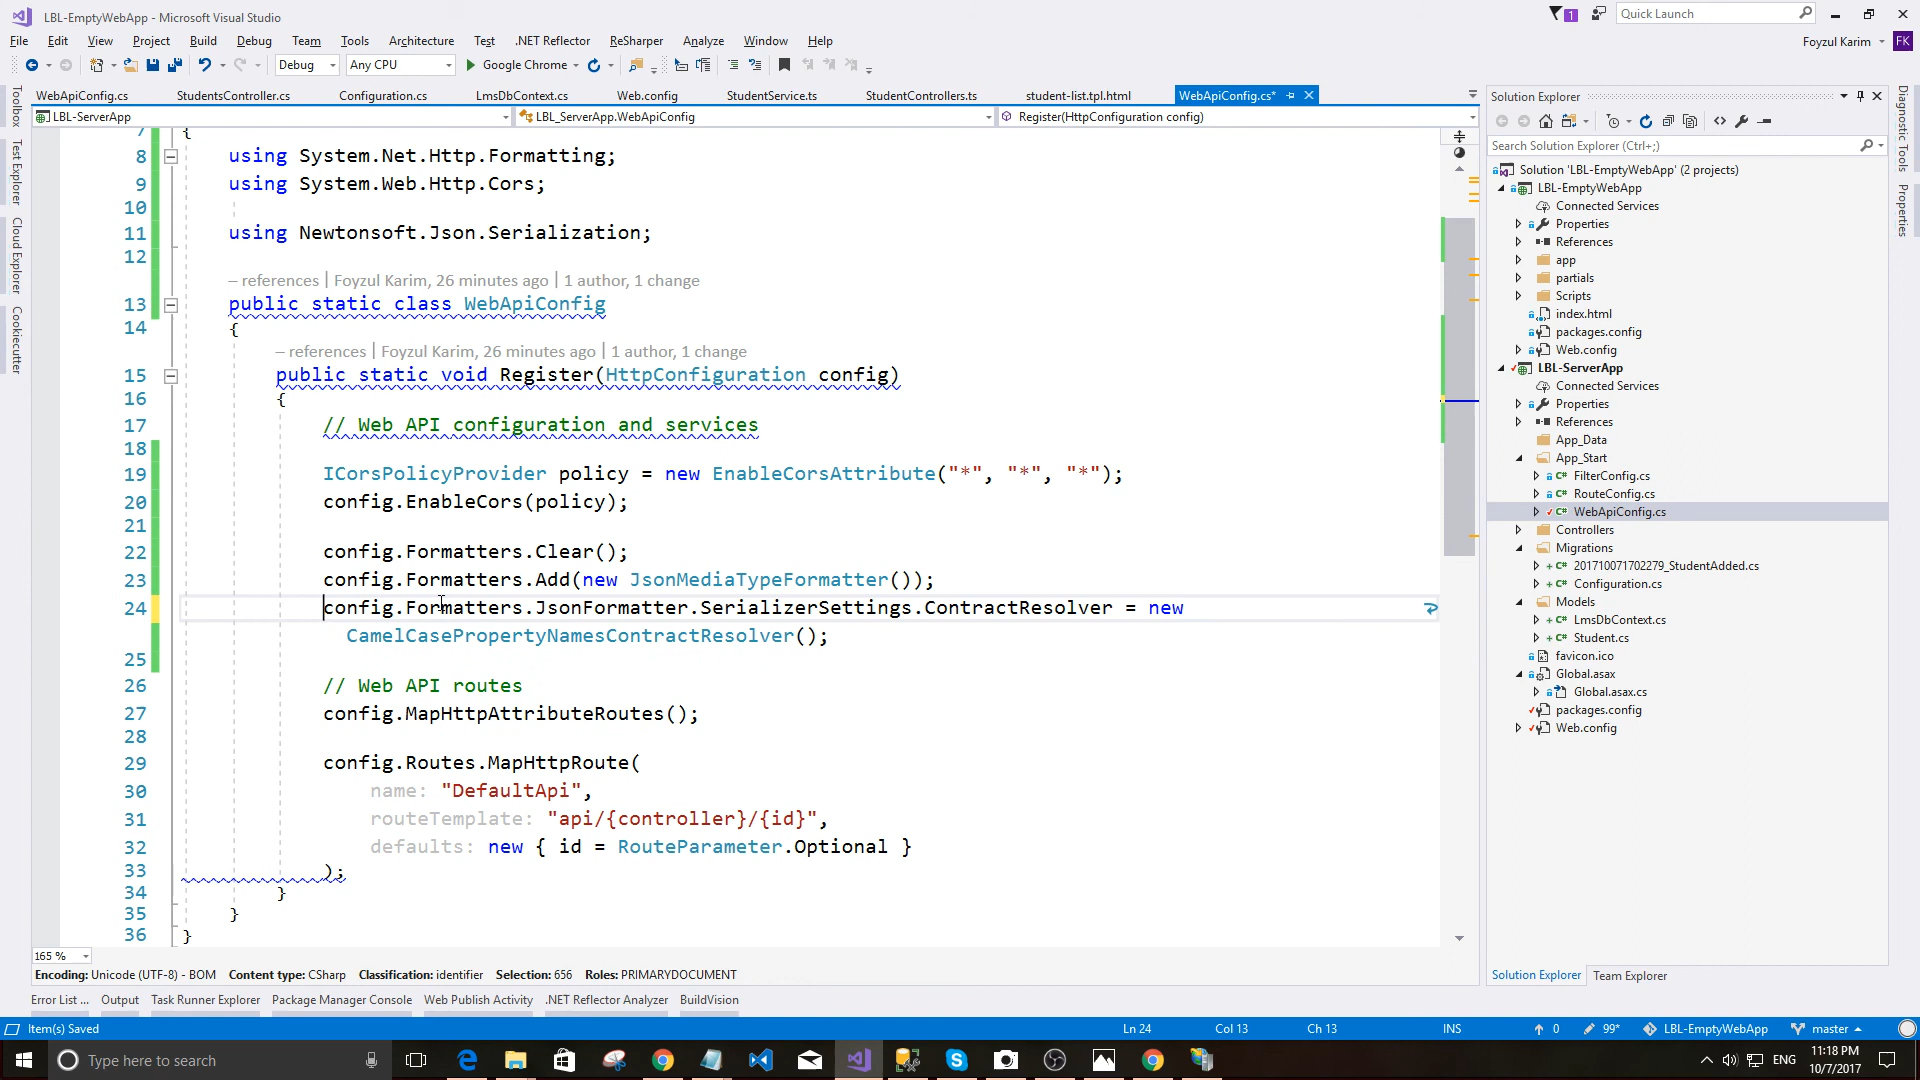 LBL-EmptyWebApp - Microsoft Visual Studio
1
Quick Launch
File Edit View Project Build Debug Team Tools Architecture Test .NET Reflector ReSharper Analyze Window Help
Foyzul Karim
FK
Debug
Any CPU
Google Chrome
WebApiConfig.cs StudentsController.cs Configuration.cs LmsDbContext.cs Web.config StudentService.ts StudentControllers.ts student-list.tpl.html WebApiConfig.cs*
LBL-ServerApp
LBL_ServerApp.WebApiConfig
Register(HttpConfiguration config)
Toolbox
Test Explorer
Cloud Explorer
Cookiecutter
7 {
8 using System.Net.Http.Formatting;
9 using System.Web.Http.Cors;
10
11 using Newtonsoft.Json.Serialization;
12
– references | Foyzul Karim, 26 minutes ago | 1 author, 1 change
13 public static class WebApiConfig
14 {
– references | Foyzul Karim, 26 minutes ago | 1 author, 1 change
15 public static void Register(HttpConfiguration config)
16 {
17 // Web API configuration and services
18
19 ICorsPolicyProvider policy = new EnableCorsAttribute("*", "*", "*");
20 config.EnableCors(policy);
21
22 config.Formatters.Clear();
23 config.Formatters.Add(new JsonMediaTypeFormatter());
24 config.Formatters.JsonFormatter.SerializerSettings.ContractResolver = new
CamelCasePropertyNamesContractResolver();
25
26 // Web API routes
27 config.MapHttpAttributeRoutes();
28
29 config.Routes.MapHttpRoute(
30 name: "DefaultApi",
31 routeTemplate: "api/{controller}/{id}",
32 defaults: new { id = RouteParameter.Optional }
33 );
34 }
35 }
36 }
165 %
Encoding: Unicode (UTF-8) - BOM Content type: CSharp Classification: identifier Selection: 656 Roles: PRIMARYDOCUMENT
Solution Explorer
Search Solution Explorer (Ctrl+;)
Solution 'LBL-EmptyWebApp' (2 projects)
LBL-EmptyWebApp
Connected Services
Properties
References
app
partials
Scripts
index.html
packages.config
Web.config
LBL-ServerApp
Connected Services
Properties
References
App_Data
App_Start
C# FilterConfig.cs
C# RouteConfig.cs
C# WebApiConfig.cs
Controllers
Migrations
C# 201710071702279_StudentAdded.cs
C# Configuration.cs
Models
C# LmsDbContext.cs
C# Student.cs
favicon.ico
Global.asax
Global.asax.cs
packages.config
Web.config
Solution Explorer Team Explorer
Diagnostic Tools
Properties
Error List ... Output Task Runner Explorer Package Manager Console Web Publish Activity .NET Reflector Analyzer BuildVision
Item(s) Saved Ln 24 Col 13 Ch 13 INS 0 99* LBL-EmptyWebApp master
Type here to search
ENG
11:18 PM
10/7/2017